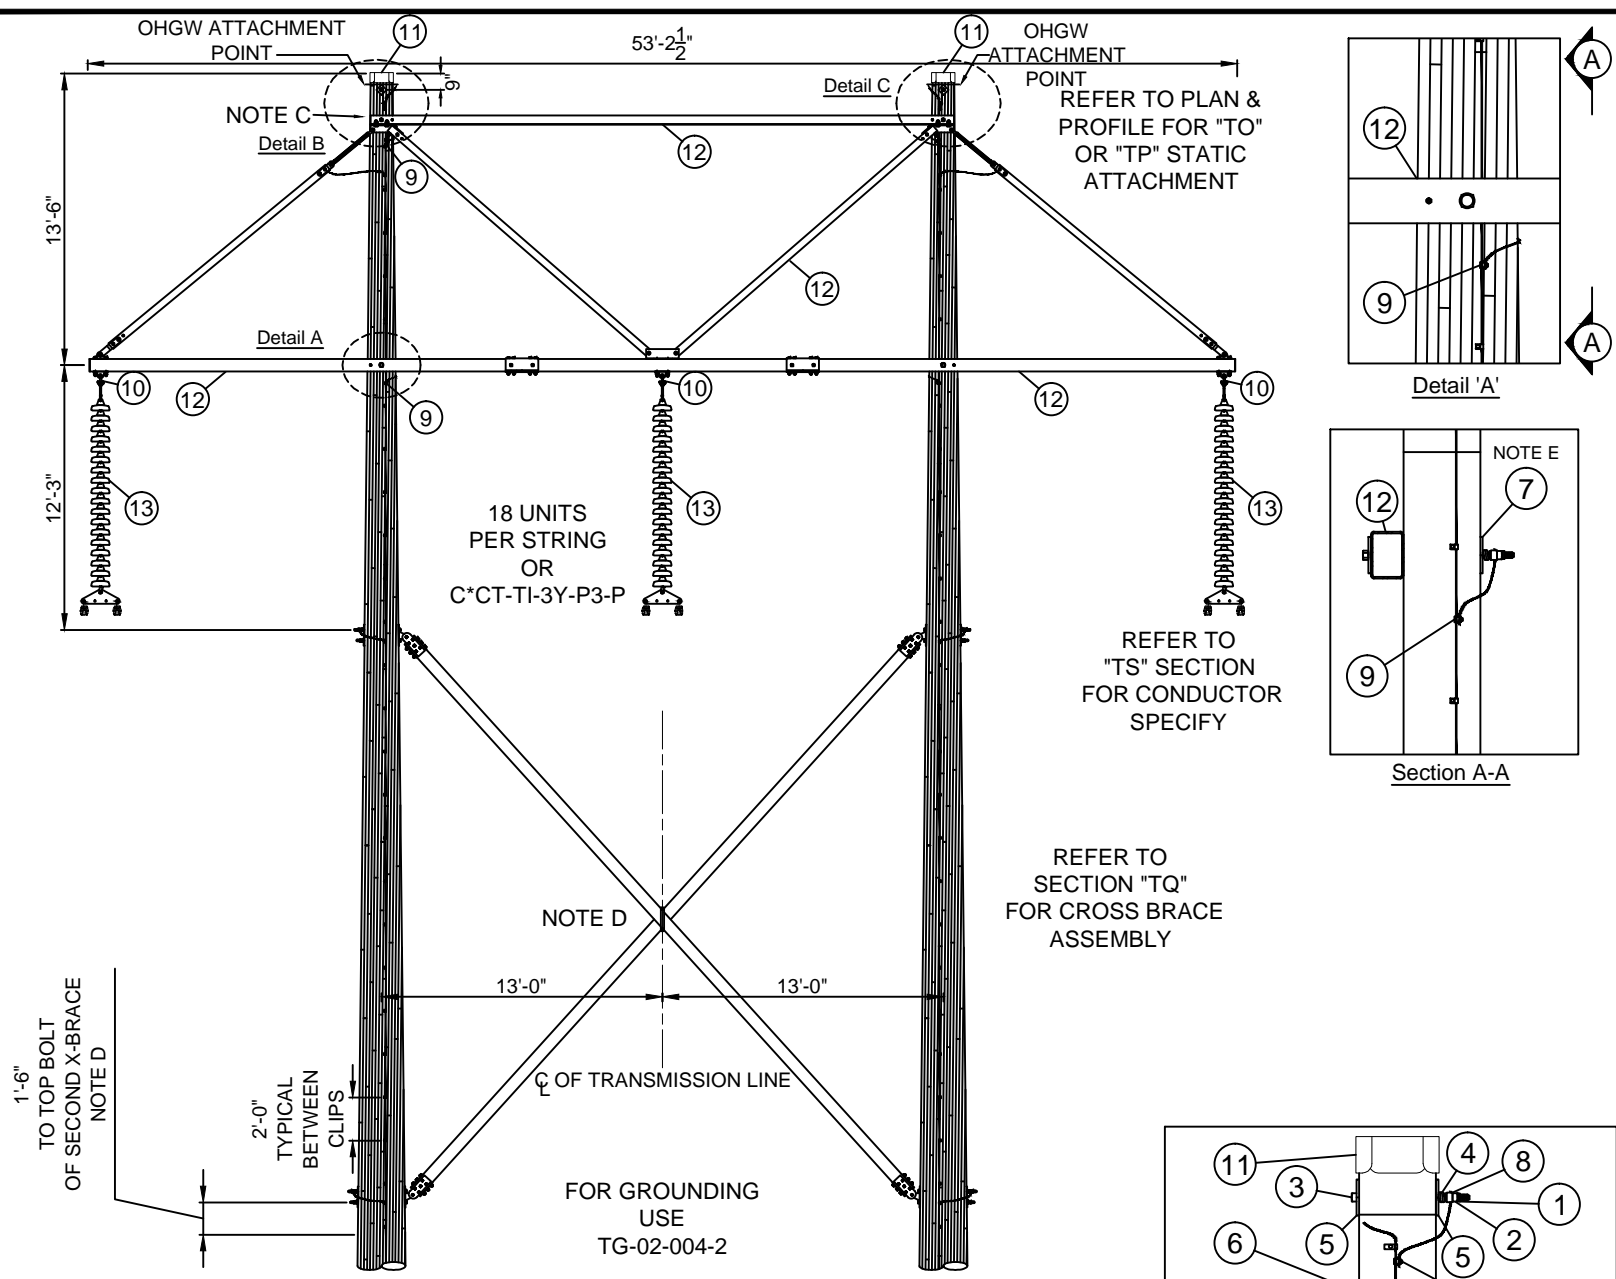 OHGW ATTACHMENT
POINT
11
53'-2 1/2"
11
OHGW
ATTACHMENT
POINT
9"
Detail C
NOTE C
Detail B
REFER TO PLAN &
PROFILE FOR "TO"
OR "TP" STATIC
ATTACHMENT
12
9
13'-6"
12
Detail A
10
12
9
10
12
10
12'-3"
13
13
13
18 UNITS
PER STRING
OR
C*CT-TI-3Y-P3-P
REFER TO
"TS" SECTION
FOR CONDUCTOR
SPECIFY
REFER TO
SECTION "TQ"
FOR CROSS BRACE
ASSEMBLY
NOTE D
13'-0"
13'-0"
℄ OF TRANSMISSION LINE
1'-6"
TO TOP BOLT
OF SECOND X-BRACE
NOTE D
2'-0"
TYPICAL
BETWEEN
CLIPS
FOR GROUNDING
USE
TG-02-004-2
A
12
9
A
Detail 'A'
NOTE E
12
7
9
Section A-A
11
4
8
3
1
5
2
6
5